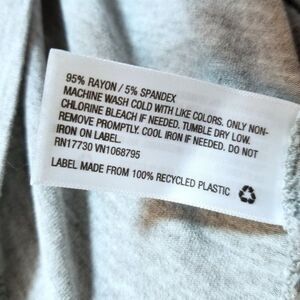 95% RAYON / 5% SPANDEX
MACHINE WASH COLD WITH LIKE COLORS. ONLY NON-
CHLORINE BLEACH IF NEEDED. TUMBLE DRY LOW.
REMOVE PROMPTLY. COOL IRON IF NEEDED. DO NOT
IRON ON LABEL.
RN17730 VN1068795
LABEL MADE FROM 100% RECYCLED PLASTIC